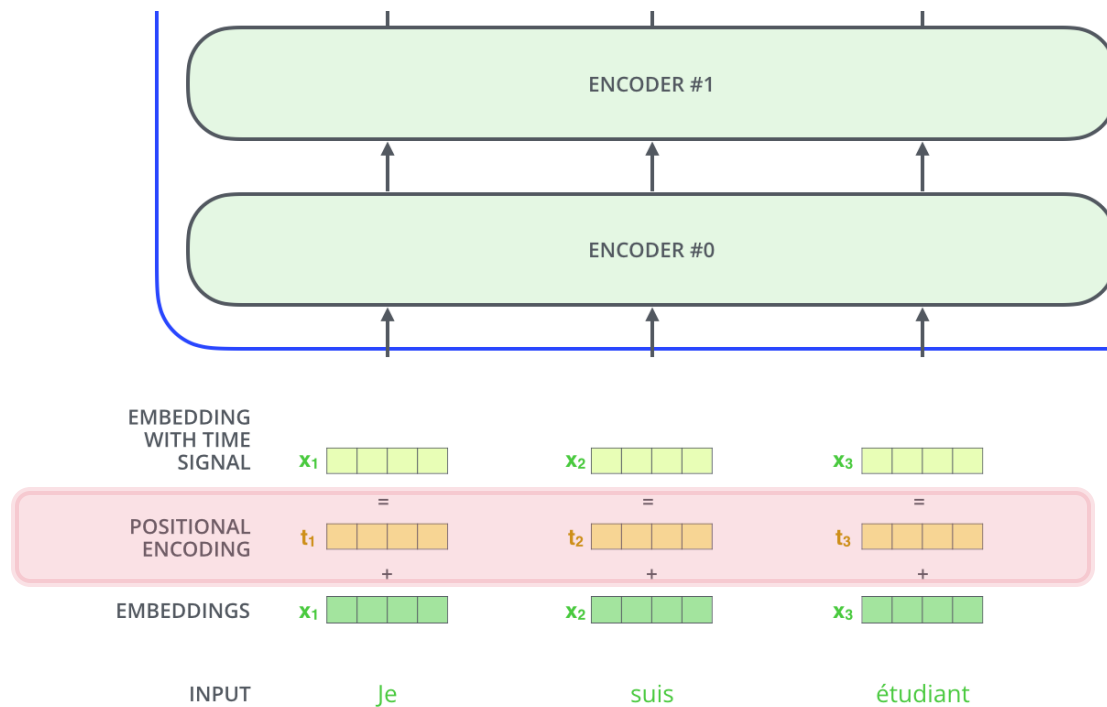 ENCODER #1
ENCODER #0
EMBEDDING
WITH TIME
SIGNAL
x₁ x₂ x₃
= = =
POSITIONAL
ENCODING
t₁ t₂ t₃
+ + +
EMBEDDINGS x₁ x₂ x₃
INPUT Je suis étudiant